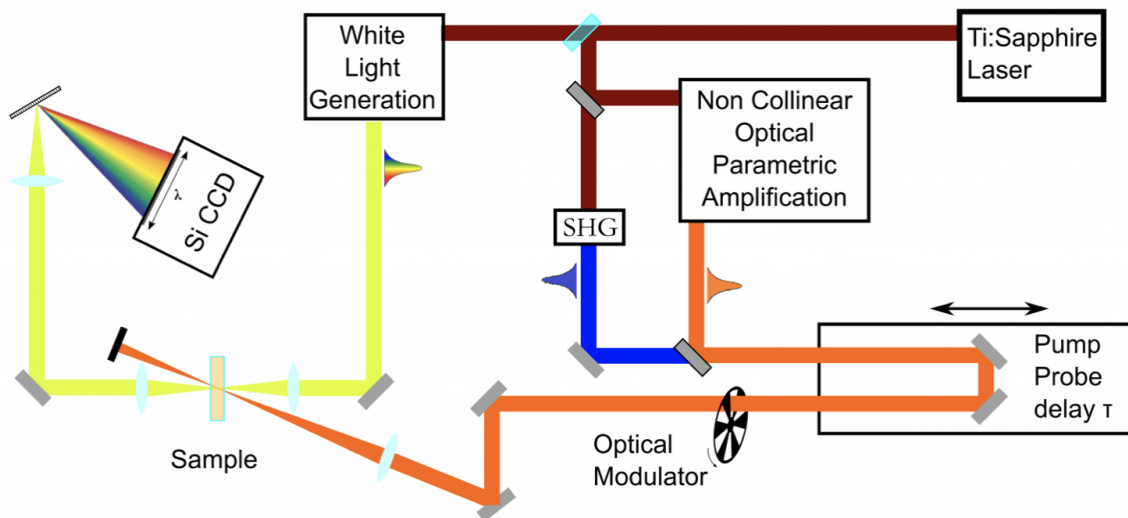 White
Light
Generation
Ti:Sapphire
Laser
Non Collinear
Optical
Parametric
Amplification
λ
Si CCD
SHG
Pump
Probe
delay τ
Optical
Modulator
Sample